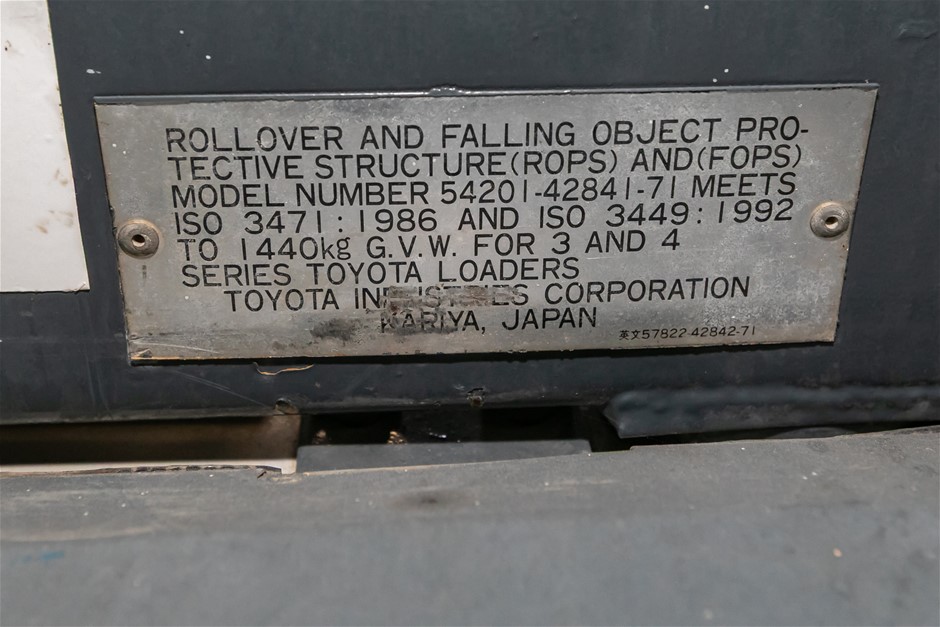 ROLLOVER AND FALLING OBJECT PRO-
TECTIVE STRUCTURE(ROPS) AND(FOPS)
MODEL NUMBER 54201-42841-71 MEETS
ISO 3471:1986 AND ISO 3449:1992
TO 1440kg G.V.W. FOR 3 AND 4
SERIES TOYOTA LOADERS
TOYOTA INDUSTRIES CORPORATION
KARIYA, JAPAN
英文57822-42842-71